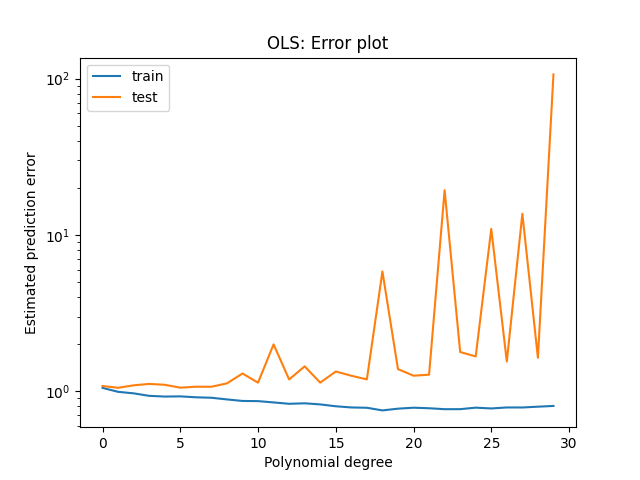 OLS: Error plot
train
test
10²
10¹
10⁰
Estimated prediction error
0 5 10 15 20 25 30
Polynomial degree